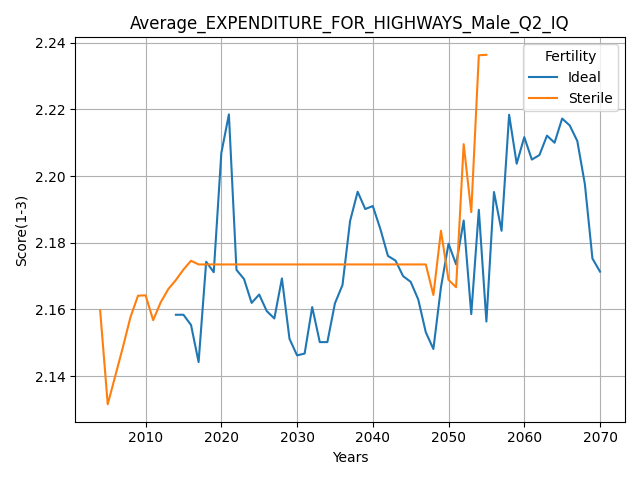 Average_EXPENDITURE_FOR_HIGHWAYS_Male_Q2_IQ
Score(1-3)
2.24
2.22
2.20
2.18
2.16
2.14
Fertility
Ideal
Sterile
2010 2020 2030 2040 2050 2060 2070
Years